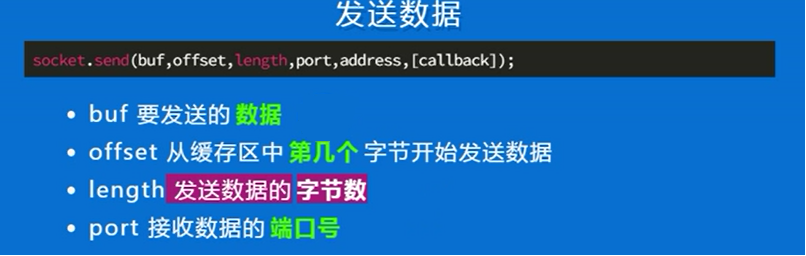 发送数据
socket.send(buf,offset,length,port,address,[callback]);
• buf 要发送的 数据
• offset 从缓存区中 第几个 字节开始发送数据
• length 发送数据的 字节数
• port 接收数据的 端口号